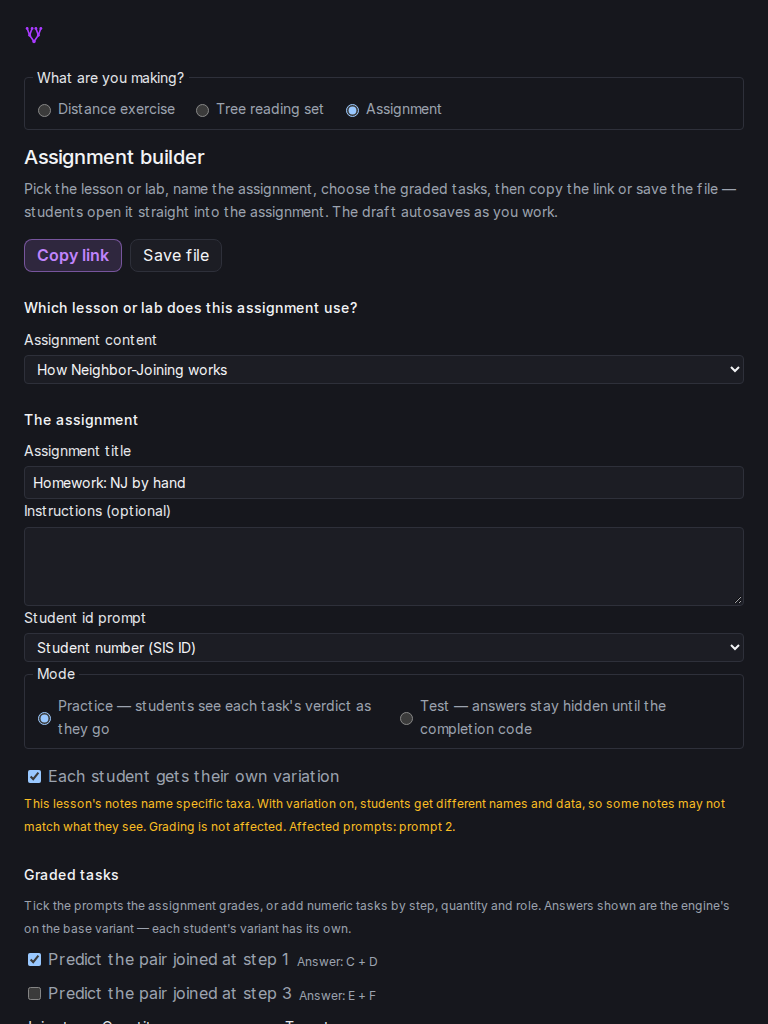 What are you making?
Distance exercise Tree reading set Assignment
Assignment builder
Pick the lesson or lab, name the assignment, choose the graded tasks, then copy the link or save the file —
students open it straight into the assignment. The draft autosaves as you work.
Copy link Save file
Which lesson or lab does this assignment use?
Assignment content
How Neighbor-Joining works
The assignment
Assignment title
Homework: NJ by hand
Instructions (optional)
Student id prompt
Student number (SIS ID)
Mode
Practice — students see each task's verdict as
they go
Test — answers stay hidden until the
completion code
Each student gets their own variation
This lesson's notes name specific taxa. With variation on, students get different names and data, so some notes may not
match what they see. Grading is not affected. Affected prompts: prompt 2.
Graded tasks
Tick the prompts the assignment grades, or add numeric tasks by step, quantity and role. Answers shown are the engine's
on the base variant — each student's variant has its own.
Predict the pair joined at step 1 Answer: C + D
Predict the pair joined at step 3 Answer: E + F